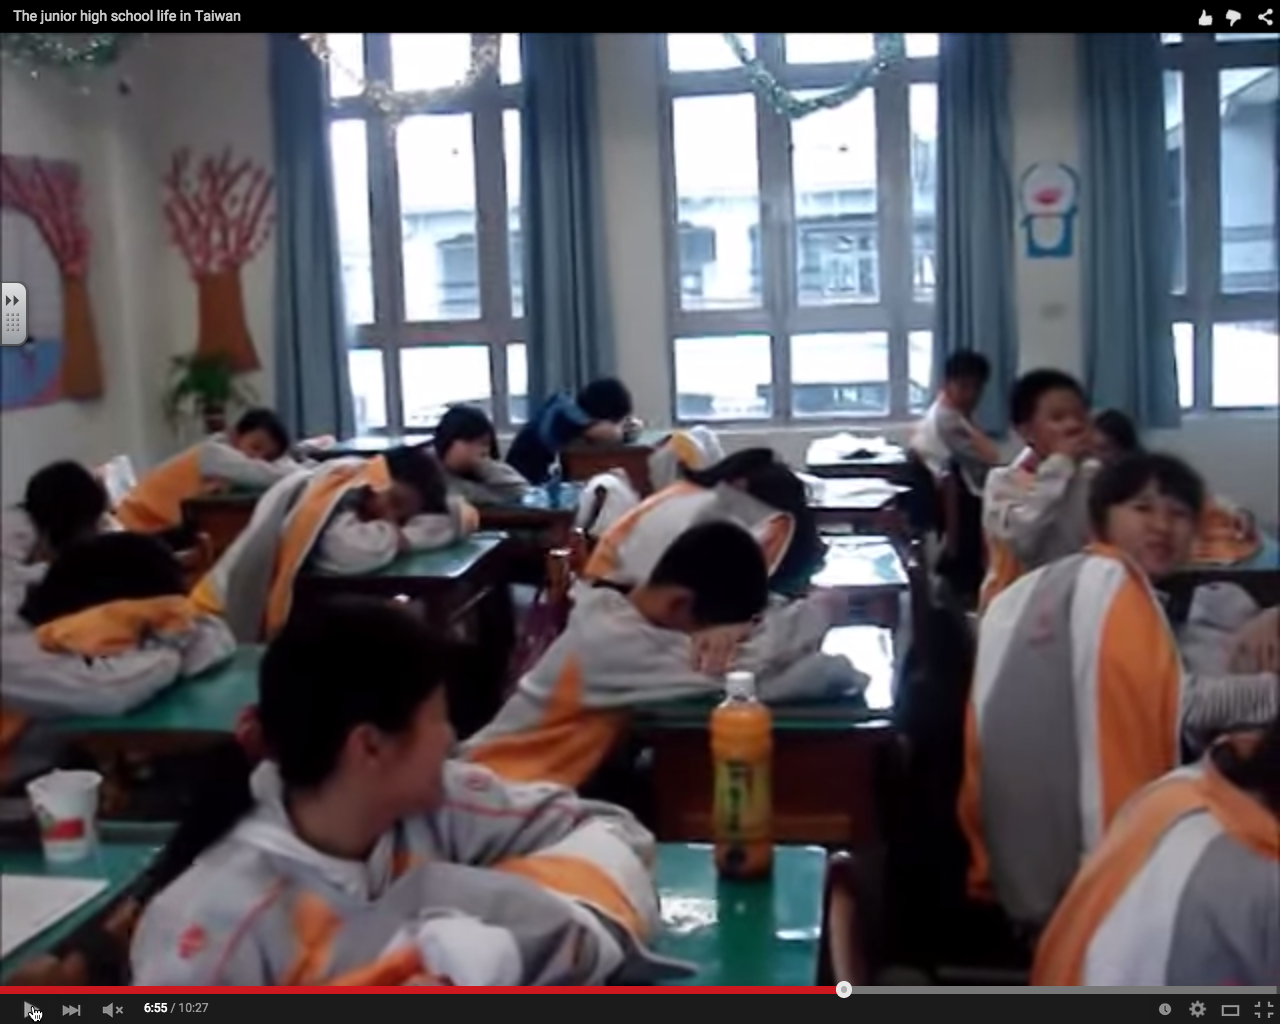 The junior high school life in Taiwan
6:55 / 10:27